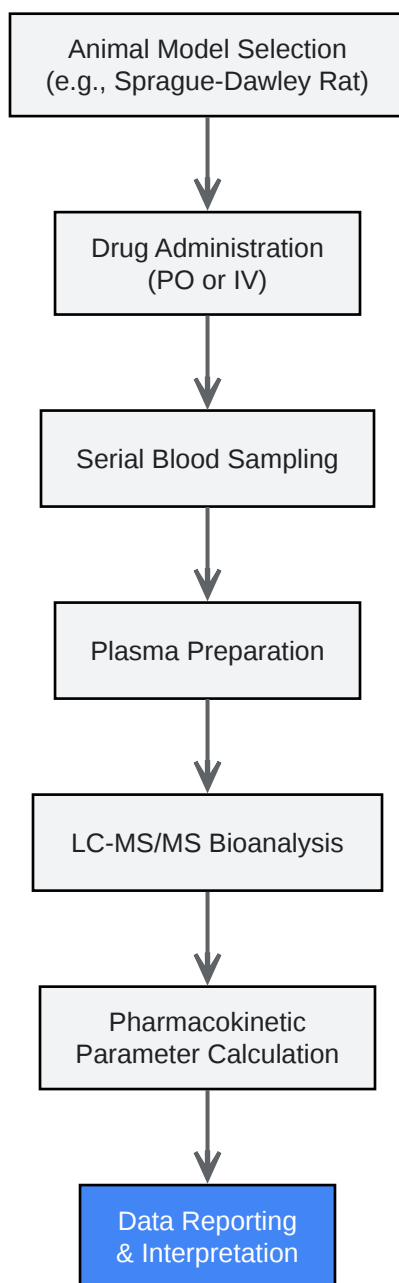 Animal Model Selection
(e.g., Sprague-Dawley Rat)
Drug Administration
(PO or IV)
Serial Blood Sampling
Plasma Preparation
LC-MS/MS Bioanalysis
Pharmacokinetic
Parameter Calculation
Data Reporting
& Interpretation